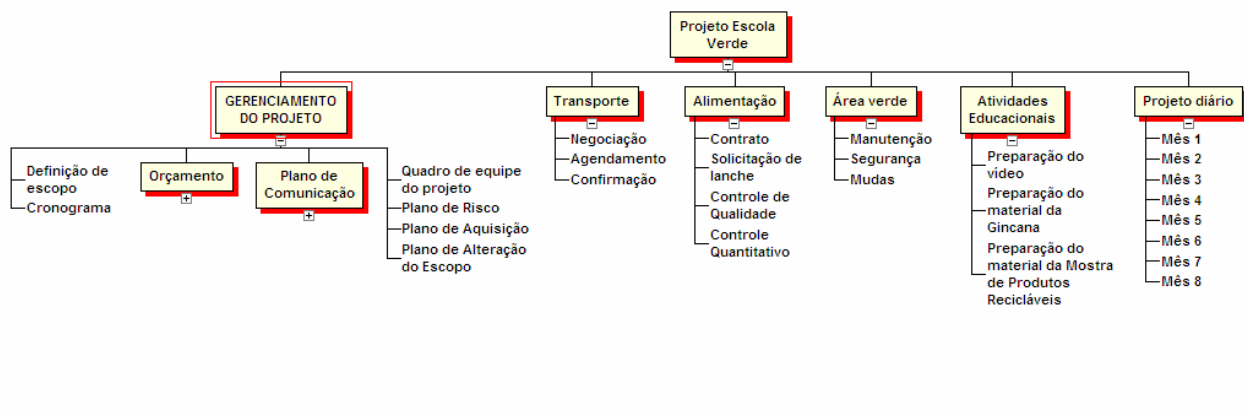 Projeto Escola
Verde
GERENCIAMENTO
DO PROJETO
Definição de
escopo
Cronograma
Orçamento
Plano de
Comunicação
Quadro de equipe
do projeto
Plano de Risco
Plano de Aquisição
Plano de Alteração
do Escopo
Transporte
Negociação
Agendamento
Confirmação
Alimentação
Contrato
Solicitação de
lanche
Controle de
Qualidade
Controle
Quantitativo
Área verde
Manutenção
Segurança
Mudas
Atividades
Educacionais
Preparação do
vídeo
Preparação do
material da
Gincana
Preparação do
material da Mostra
de Produtos
Recicláveis
Projeto diário
Mês 1
Mês 2
Mês 3
Mês 4
Mês 5
Mês 6
Mês 7
Mês 8